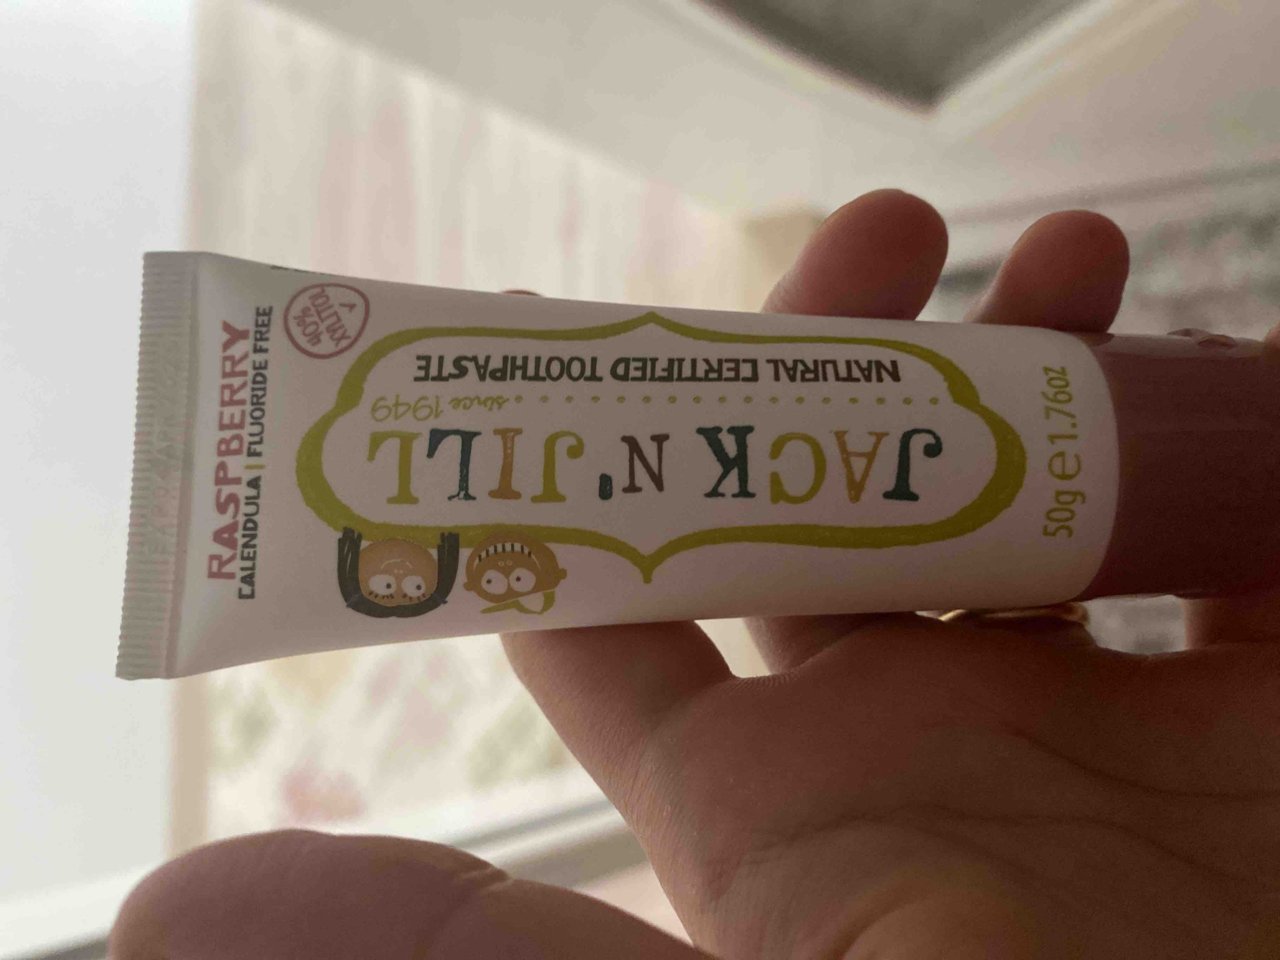 JACK N' JILL
since 1949
NATURAL CERTIFIED TOOTHPASTE
40%
XYLITOL
RASPBERRY
CALENDULA | FLUORIDE FREE
50g e 1.76oz